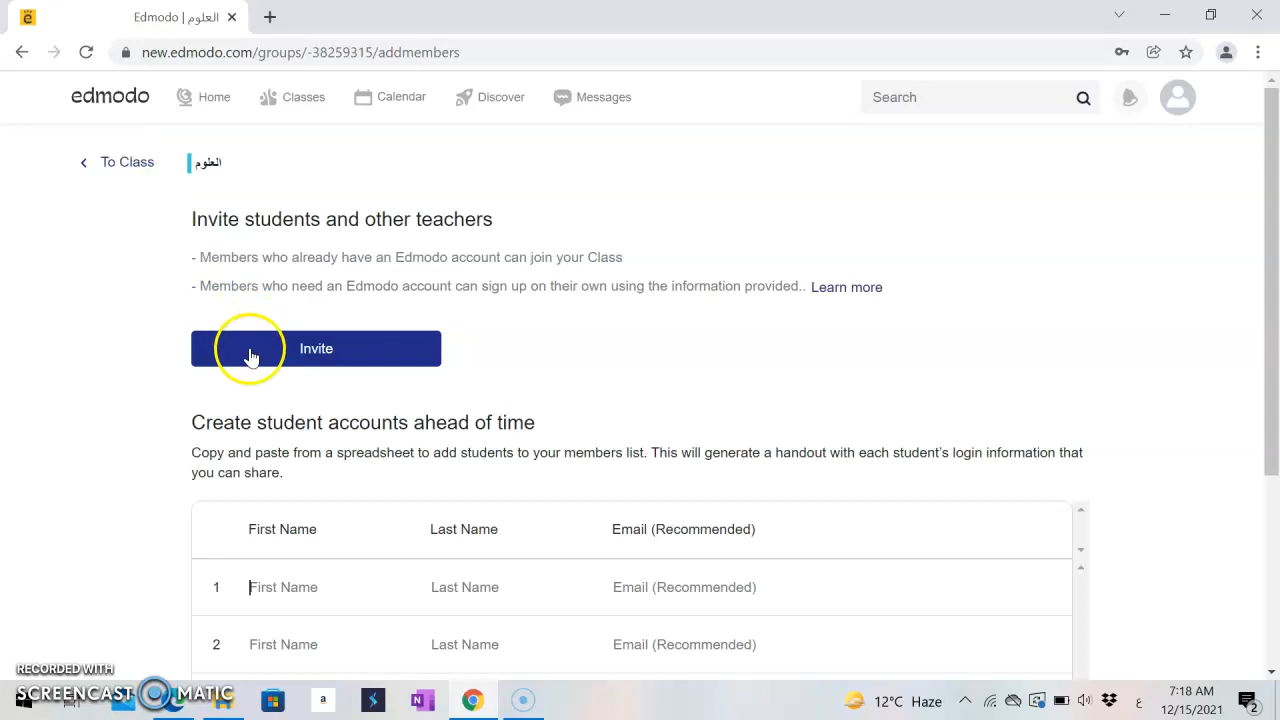 Edmodo | العلوم
new.edmodo.com/groups/-38259315/addmembers
edmodo Home Classes Calendar Discover Messages Search
To Class العلوم
Invite students and other teachers
- Members who already have an Edmodo account can join your Class
- Members who need an Edmodo account can sign up on their own using the information provided.. Learn more
Invite
Create student accounts ahead of time
Copy and paste from a spreadsheet to add students to your members list. This will generate a handout with each student’s login information that
you can share.
First Name Last Name Email (Recommended)
1 First Name Last Name Email (Recommended)
2 First Name Last Name Email (Recommended)
RECORDED WITH
SCREENCAST MATIC
a N 12°C Haze ع 7:18 AM
12/15/2021 2